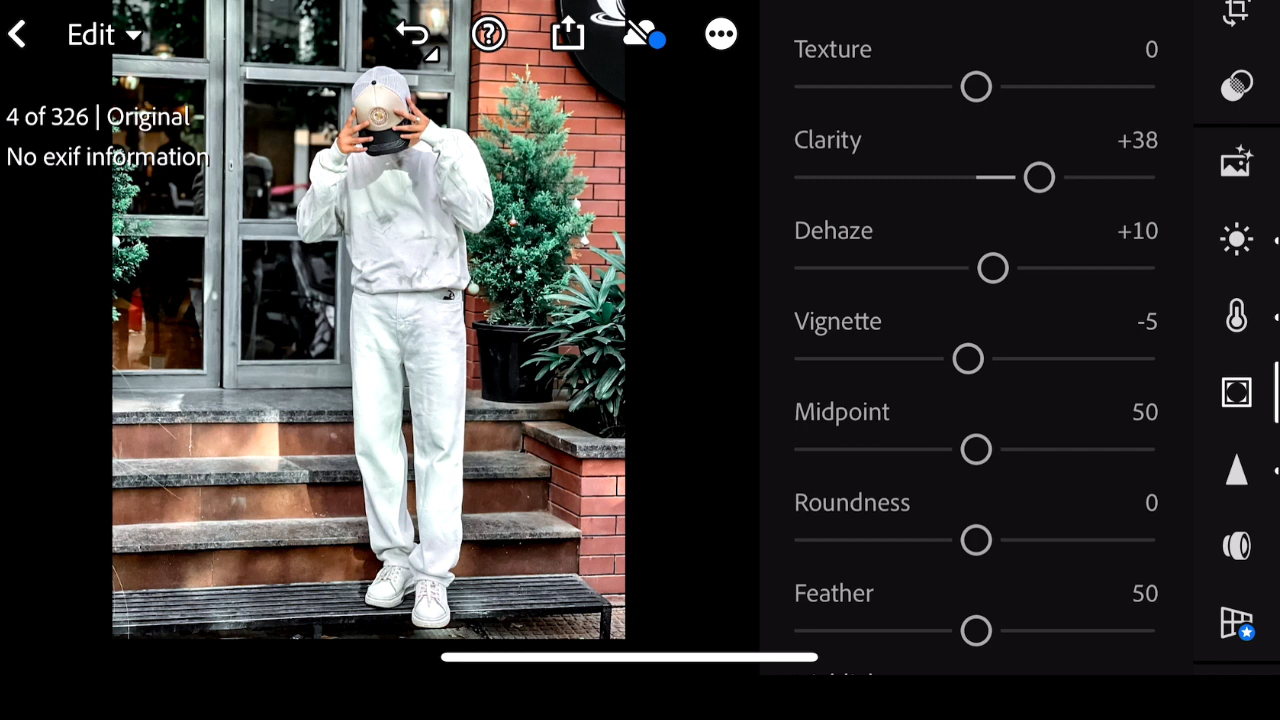 Edit
4 of 326 | Original
No exif information
Texture 0
Clarity +38
Dehaze +10
Vignette -5
Midpoint 50
Roundness 0
Feather 50